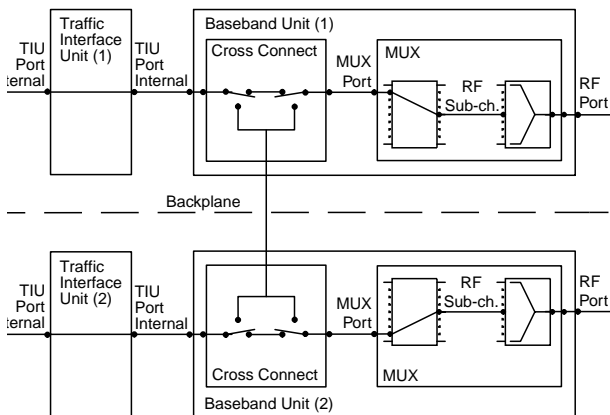 Traffic
Interface
Unit (1)
TIU
Port
ternal
TIU
Port
Internal
Baseband Unit (1)
Cross Connect
MUX
Port
MUX
RF
Sub-ch.
RF
Port
Backplane
Traffic
Interface
Unit (2)
TIU
Port
ternal
TIU
Port
Internal
MUX
Port
RF
Sub-ch.
RF
Port
Cross Connect
MUX
Baseband Unit (2)